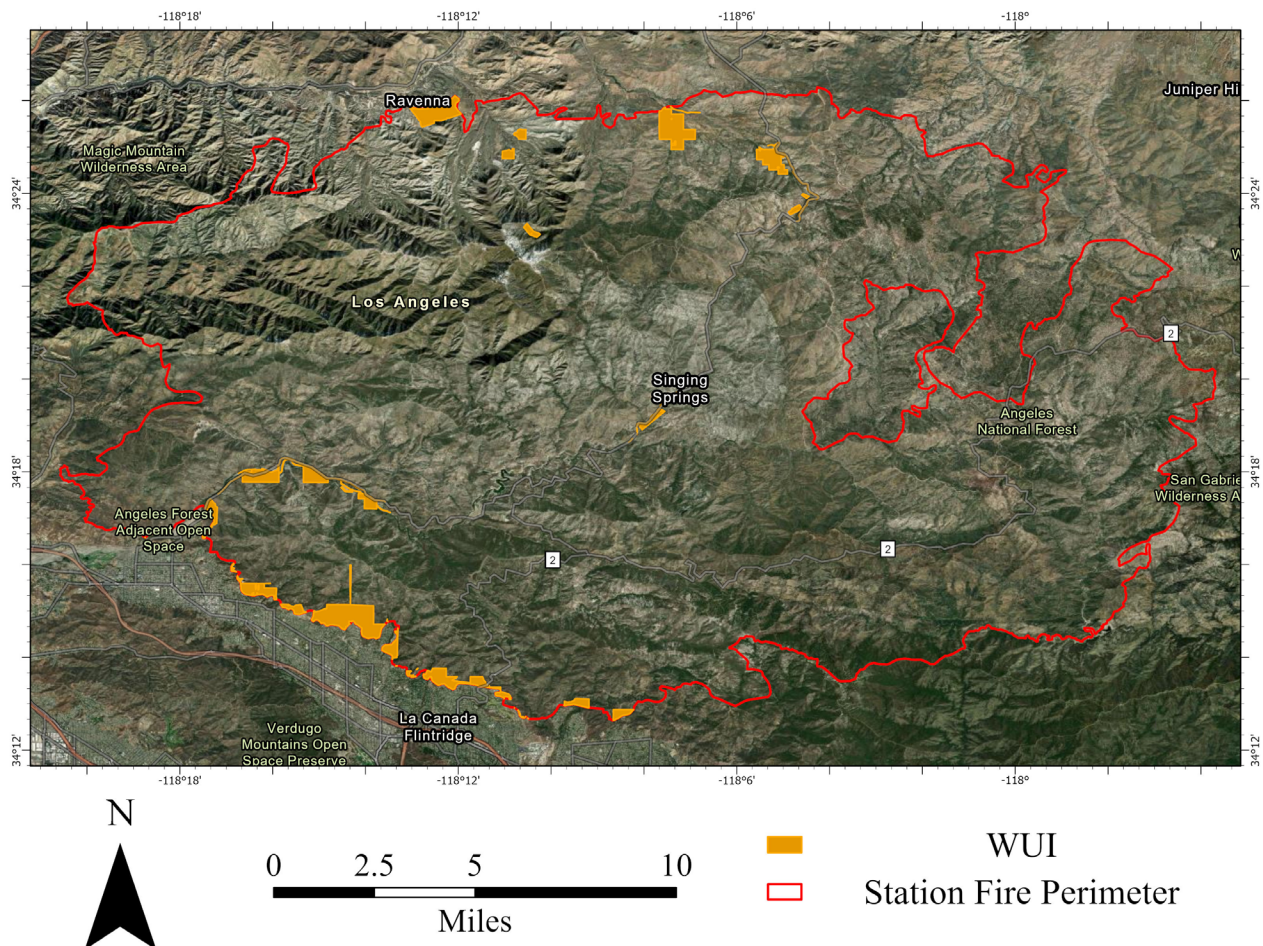 -118°18'
-118°12'
-118°6'
-118°
Ravenna
Juniper Hi
Magic Mountain
Wilderness Area
34°24'
34°24'
W
Los Angeles
2
Singing
Springs
Angeles
National Forest
34°18'
34°18'
San Gabrie
Wilderness A
Angeles Forest
Adjacent Open
Space
2
2
La Canada
Flintridge
Verdugo
Mountains Open
Space Preserve
34°12'
34°12'
-118°18'
-118°12'
-118°6'
-118°
N
0 2.5 5 10
Miles
WUI
Station Fire Perimeter